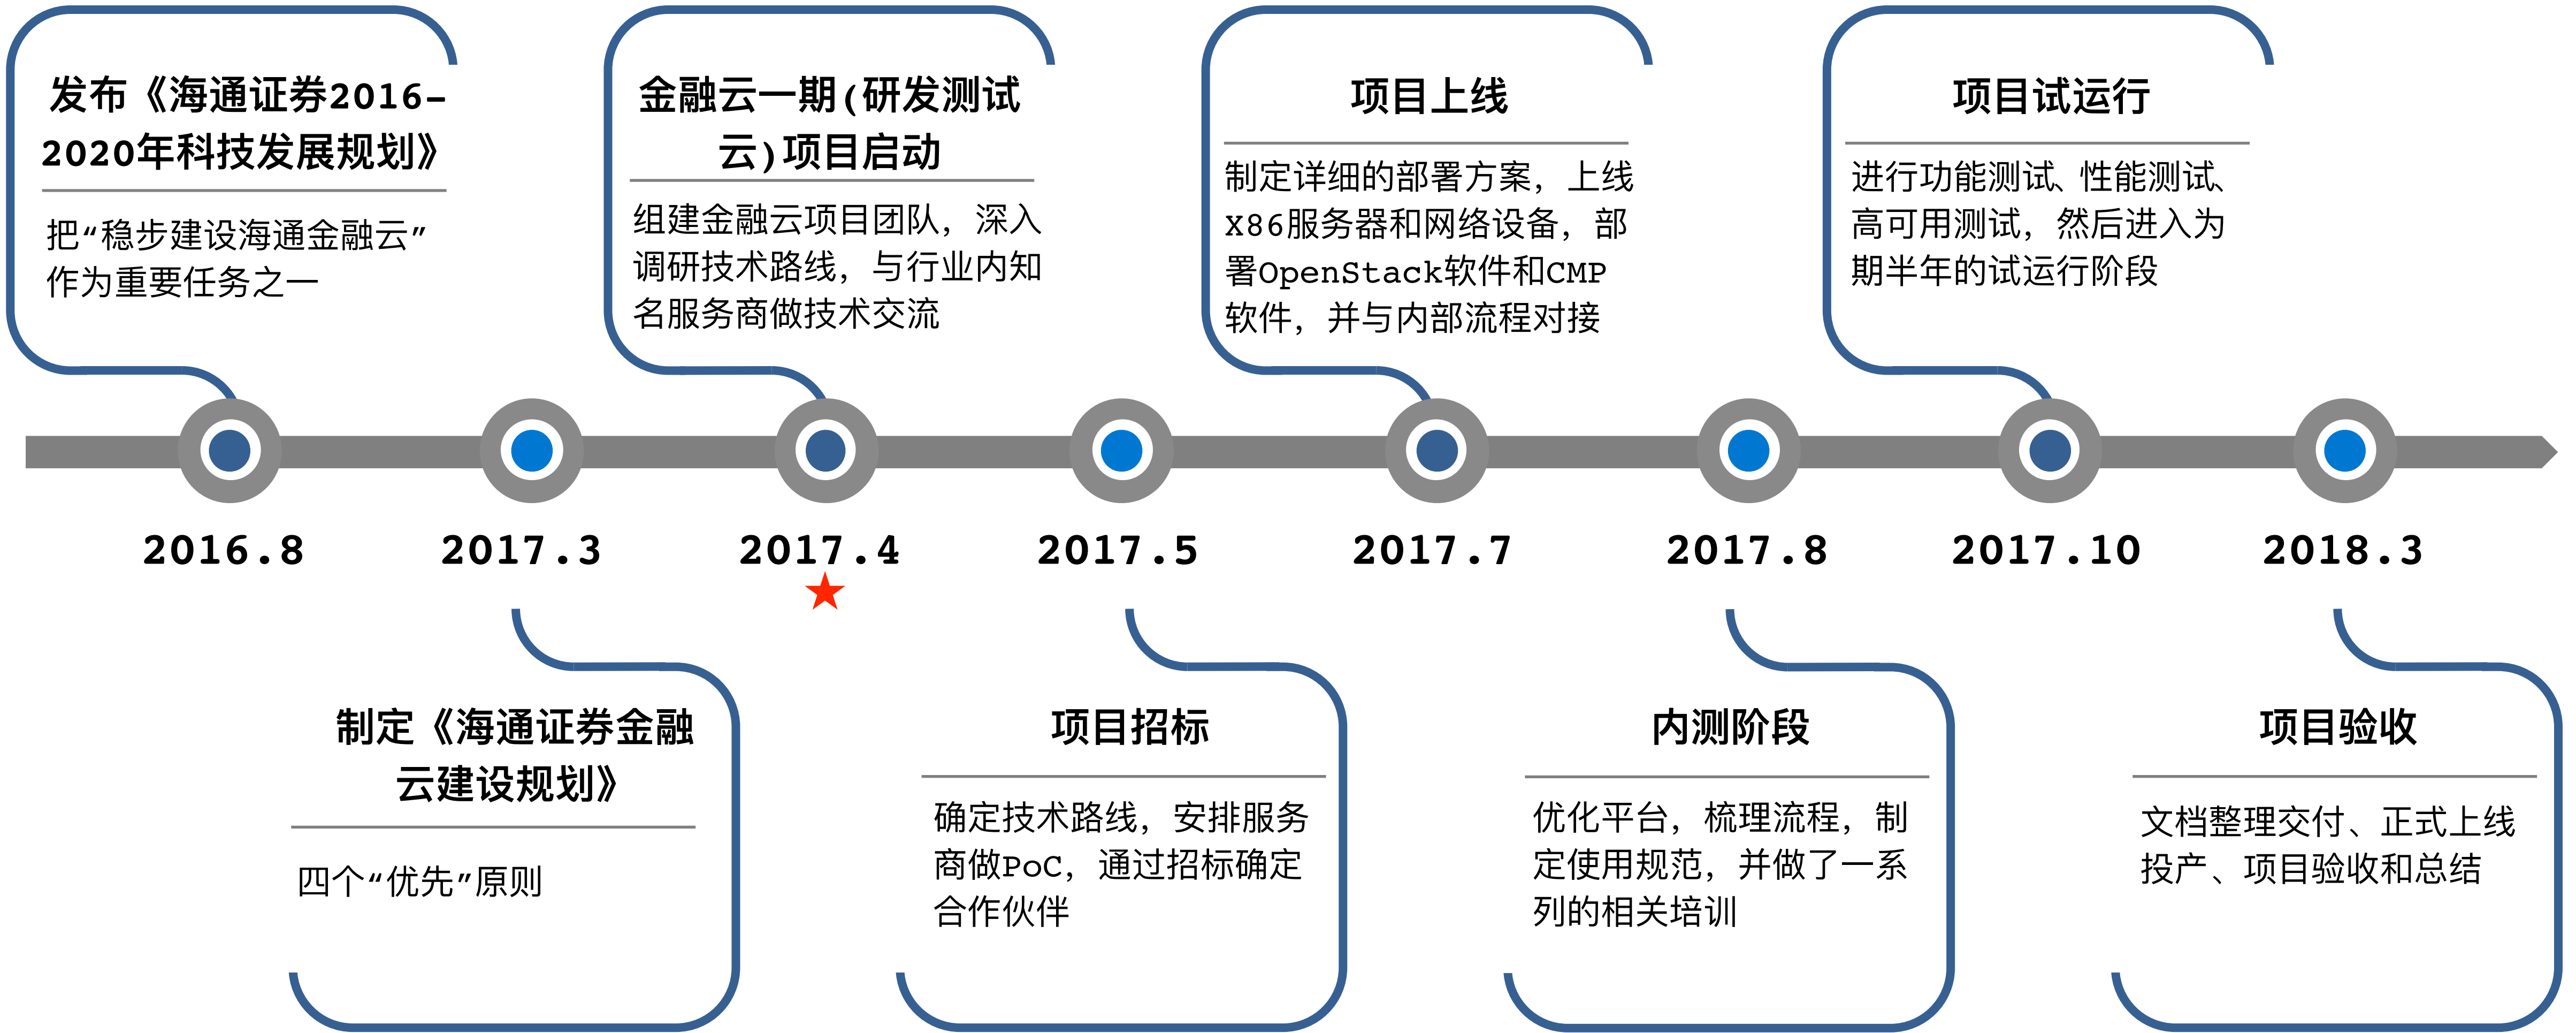 发布《海通证券2016-
2020年科技发展规划》
把“稳步建设海通金融云”
作为重要任务之一
金融云一期(研发测试
云)项目启动
组建金融云项目团队，深入
调研技术路线，与行业内知
名服务商做技术交流
项目上线
制定详细的部署方案，上线
X86服务器和网络设备，部
署OpenStack软件和CMP
软件，并与内部流程对接
项目试运行
进行功能测试、性能测试、
高可用测试，然后进入为
期半年的试运行阶段
2016.8
2017.3
2017.4
2017.5
2017.7
2017.8
2017.10
2018.3
制定《海通证券金融
云建设规划》
四个“优先”原则
项目招标
确定技术路线，安排服务
商做PoC，通过招标确定
合作伙伴
内测阶段
优化平台，梳理流程，制
定使用规范，并做了一系
列的相关培训
项目验收
文档整理交付、正式上线
投产、项目验收和总结